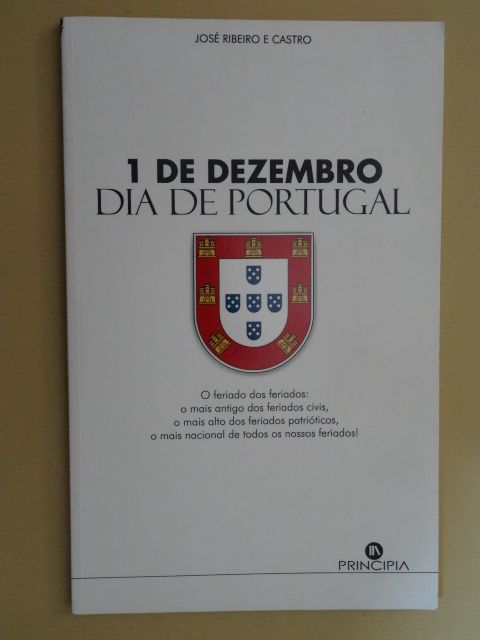 JOSÉ RIBEIRO E CASTRO
1 DE DEZEMBRO
DIA DE PORTUGAL
O feriado dos feriados:
o mais antigo dos feriados civis,
o mais alto dos feriados patrióticos,
o mais nacional de todos os nossos feriados!
PRINCIPIA